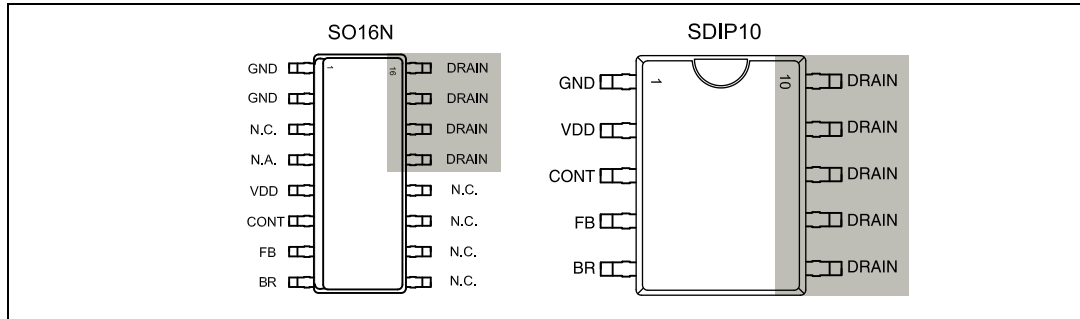 SO16N
GND 1 16 DRAIN
GND DRAIN
N.C. DRAIN
N.A. DRAIN
VDD N.C.
CONT N.C.
FB N.C.
BR N.C.
SDIP10
GND 1 10 DRAIN
VDD DRAIN
CONT DRAIN
FB DRAIN
BR DRAIN